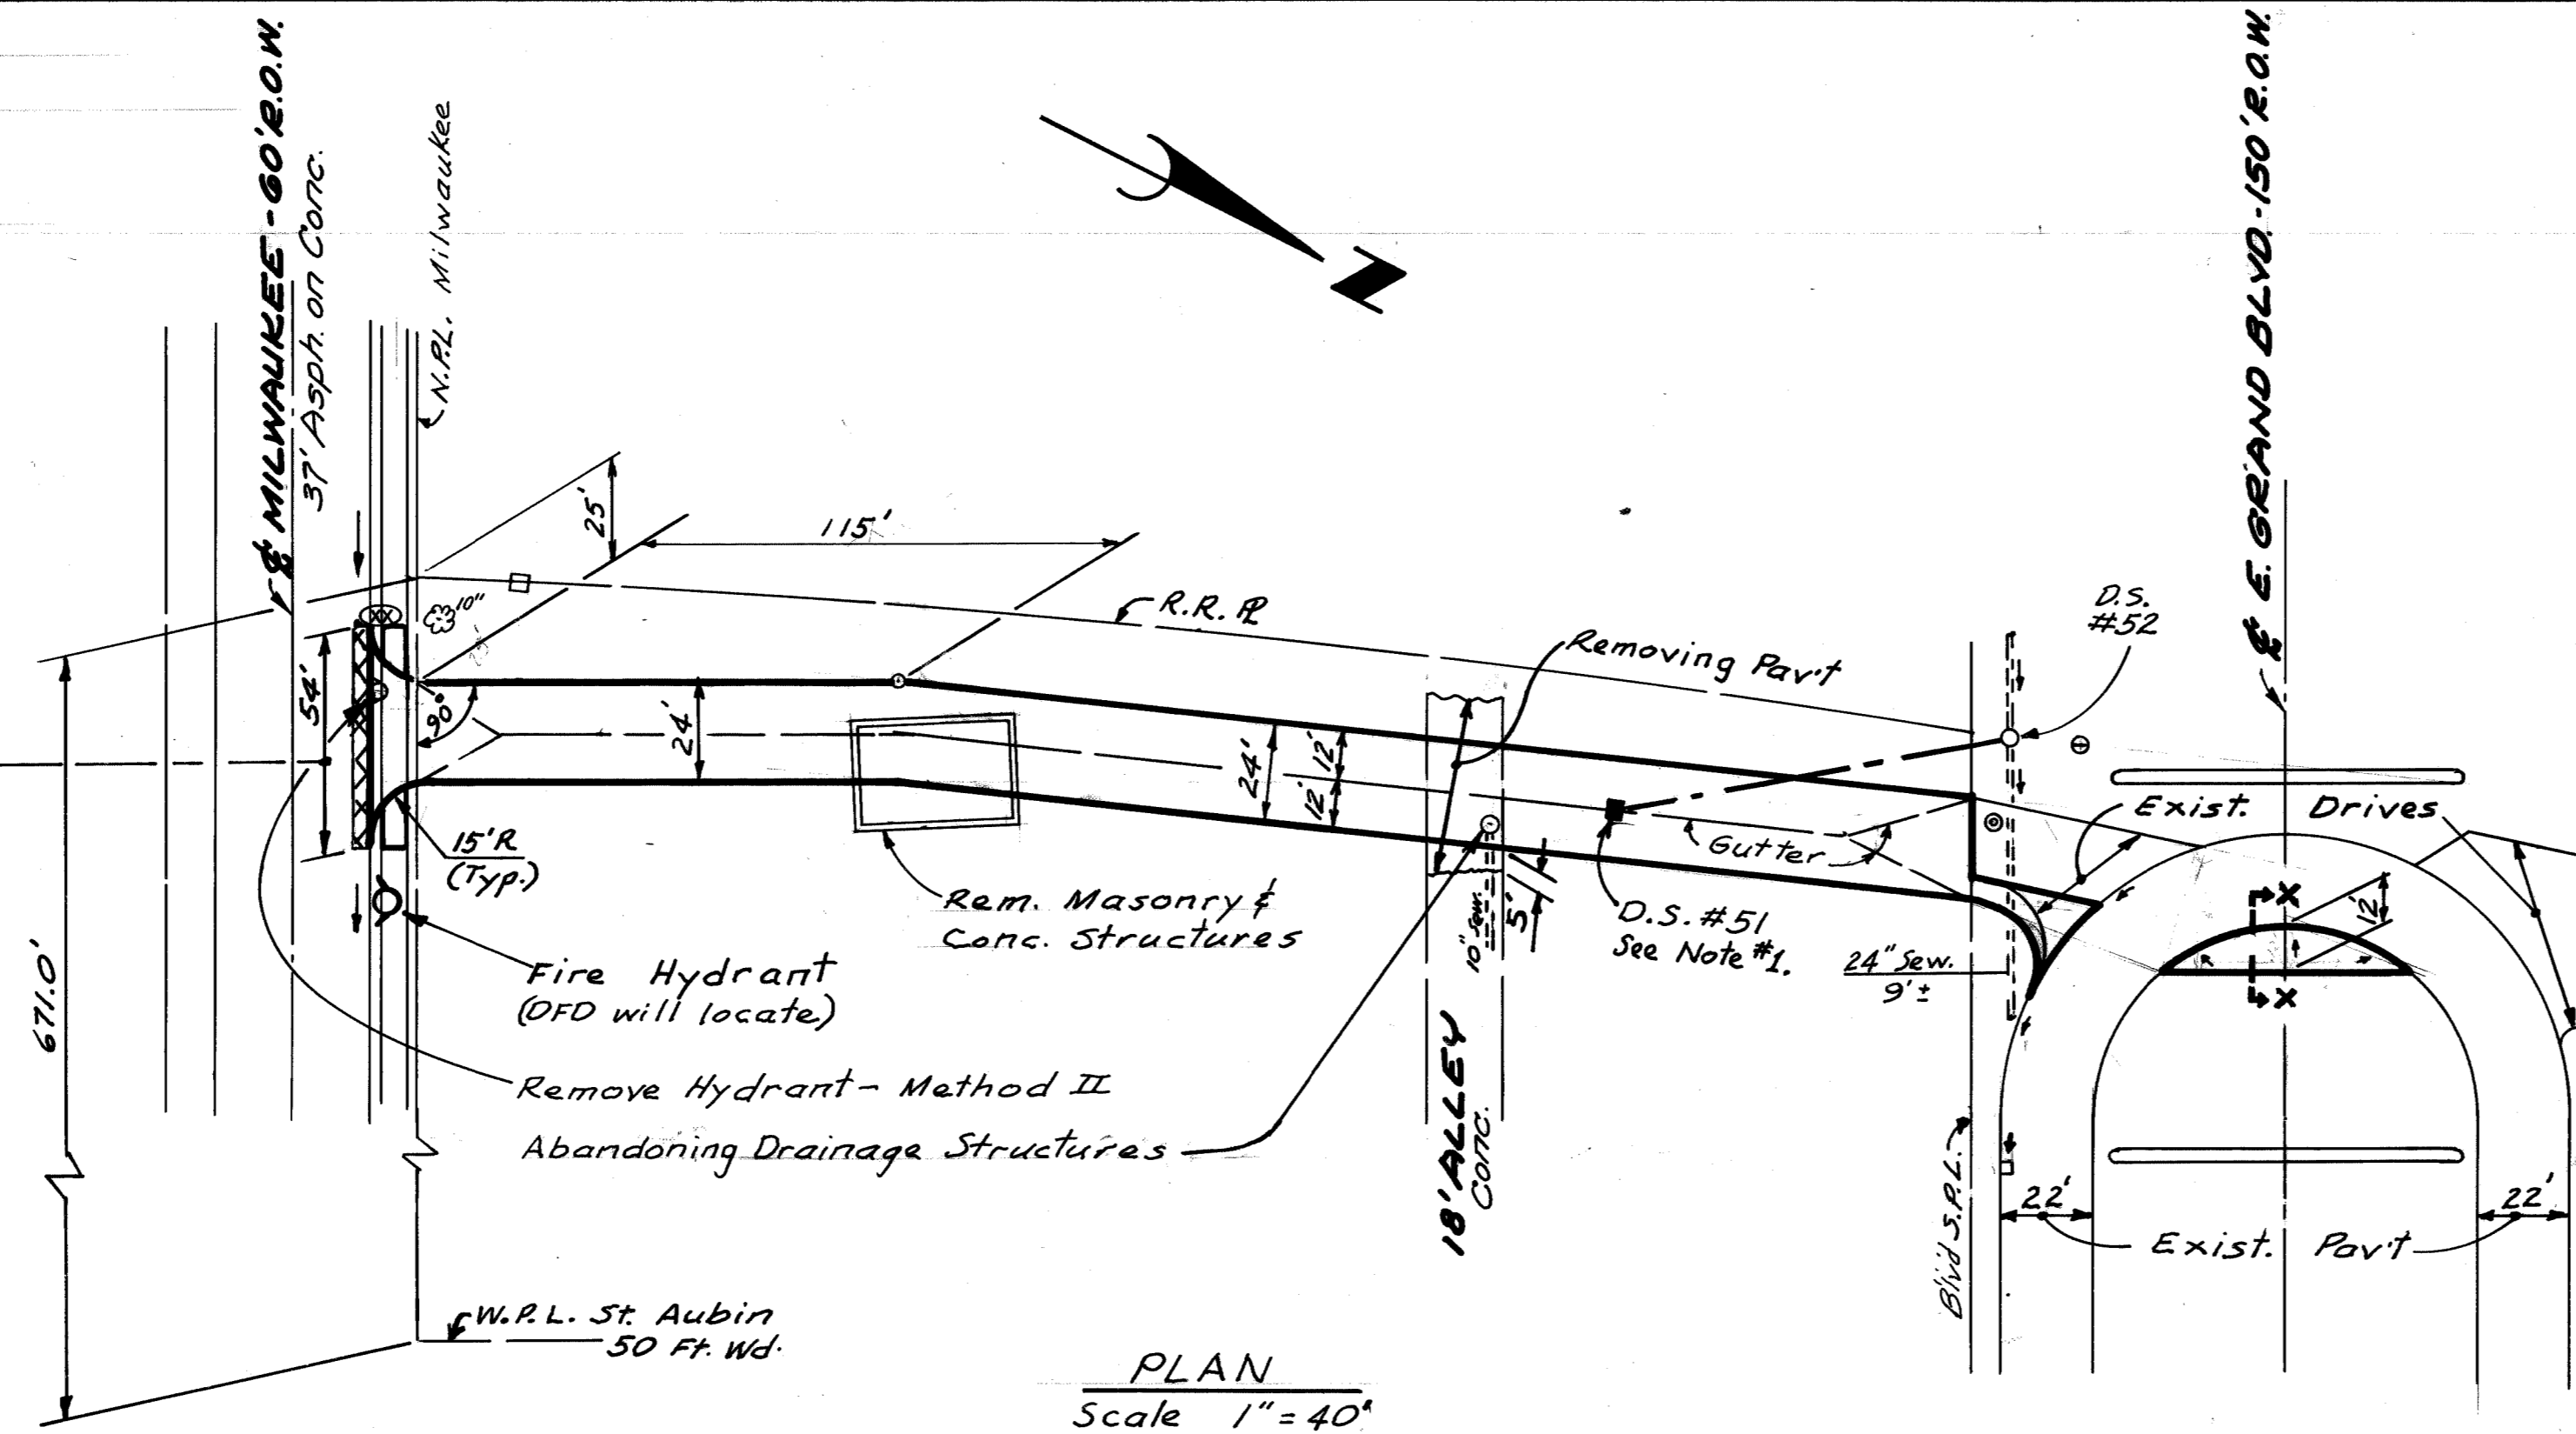 ℄ MILWAUKEE-60'R.O.W.
37' Asph. on Conc.
N.P.L. Milwaukee
N
℄ E. GRAND BLVD.-150'R.O.W.
25'
115'
10"
R.R. ⅊
Removing Pav't
D.S.
#52
54'
90°
24'
24'
12'
12'
15'R
(Typ.)
Gutter
Exist. Drives
12'
X
X
Rem. Masonry &
Conc. Structures
10" Sew.
5'
D.S. #51
See Note #1.
24" Sew.
9'±
Fire Hydrant
(DFD will locate)
671.0'
Remove Hydrant- Method II
Abandoning Drainage Structures
18' ALLEY
Conc.
Blvd S.P.L.
22'
22'
Exist. Pav't
W.P.L. St. Aubin
50 Ft. Wd.
PLAN
Scale 1"=40'